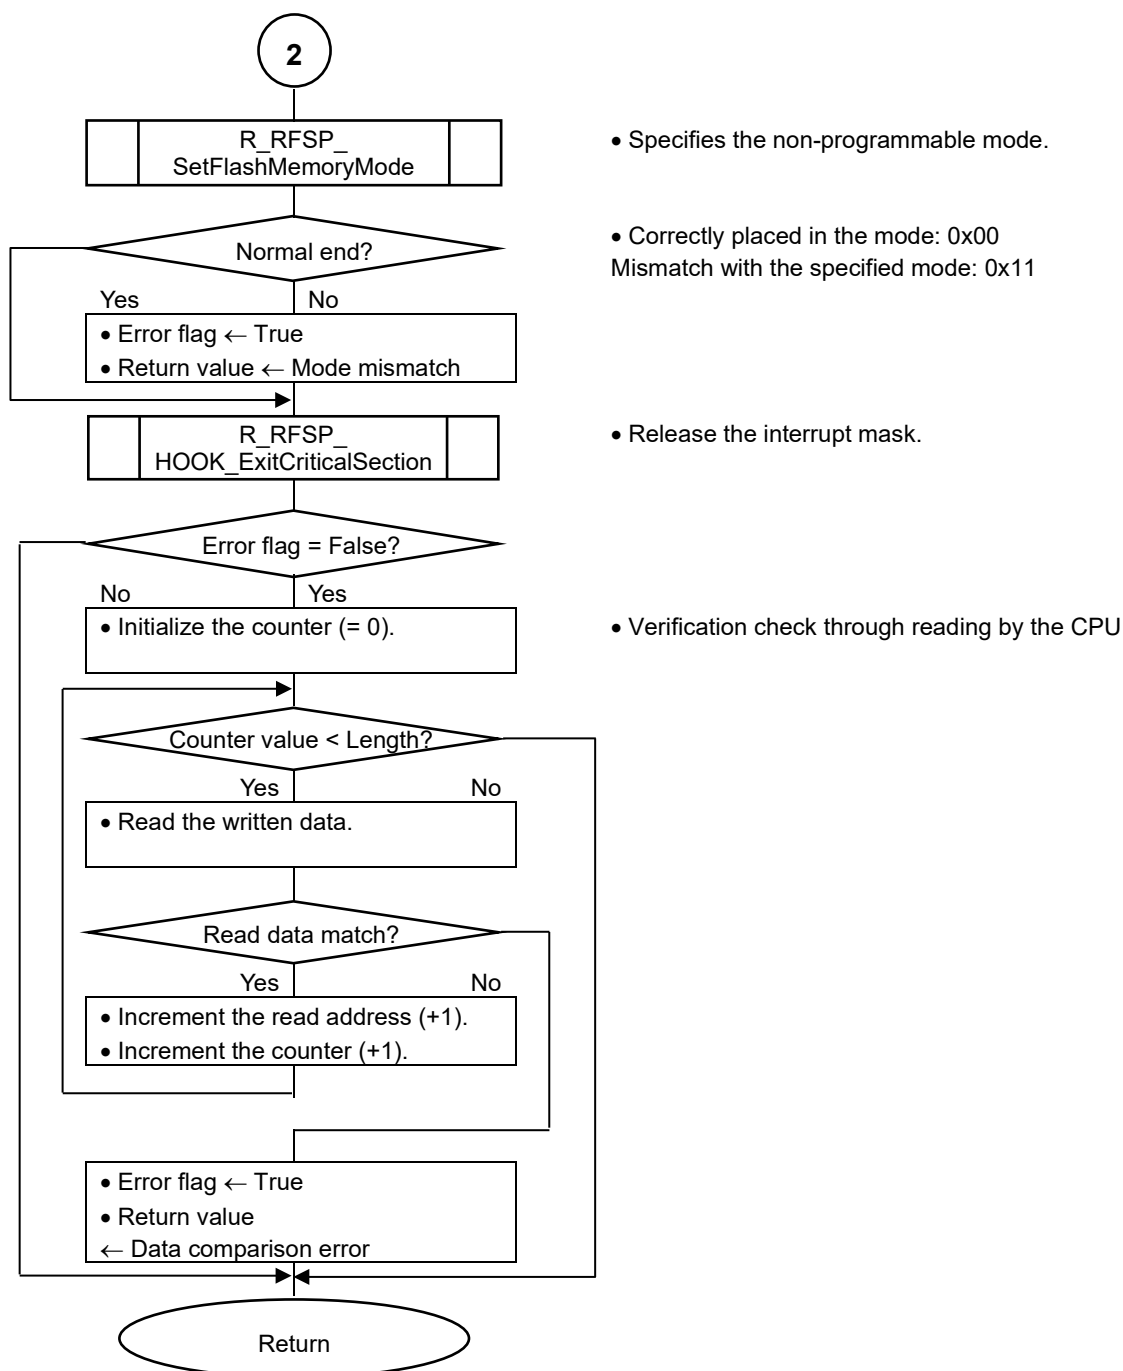 2
R_RFSP_
SetFlashMemoryMode
• Specifies the non-programmable mode.
Normal end?
• Correctly placed in the mode: 0x00
Mismatch with the specified mode: 0x11
Yes
No
• Error flag ← True
• Return value ← Mode mismatch
R_RFSP_
HOOK_ExitCriticalSection
• Release the interrupt mask.
Error flag = False?
No
Yes
• Initialize the counter (= 0).
• Verification check through reading by the CPU
Counter value < Length?
Yes
No
• Read the written data.
Read data match?
Yes
No
• Increment the read address (+1).
• Increment the counter (+1).
• Error flag ← True
• Return value
← Data comparison error
Return